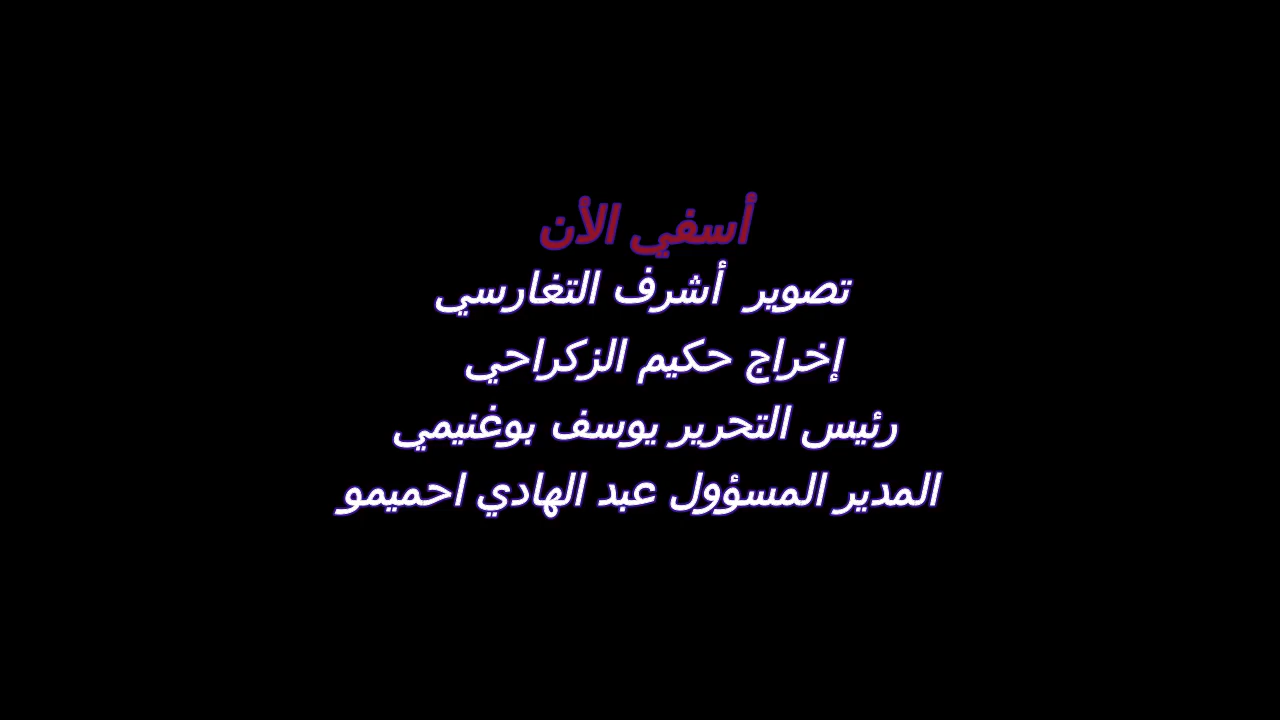 أسفي الأن
تصوير أشرف التغارسي
إخراج حكيم الزكراحي
رئيس التحرير يوسف بوغنيمي
المدير المسؤول عبد الهادي احميمو